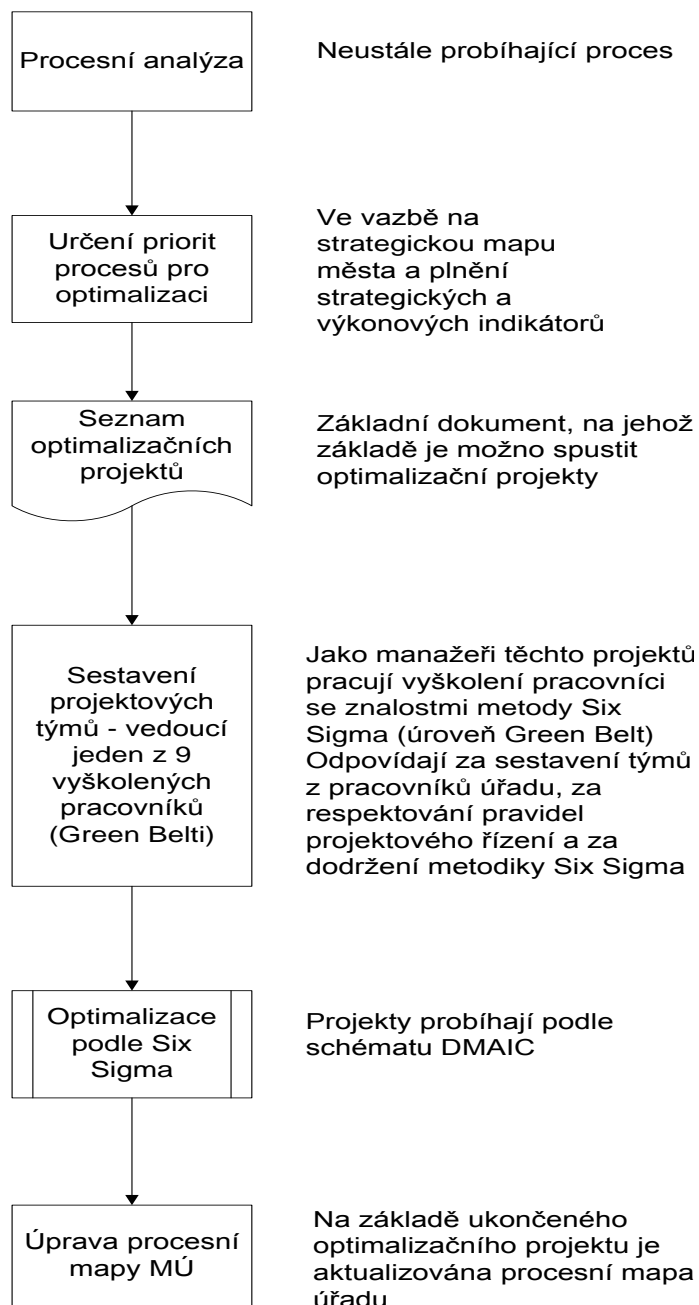 Procesní analýza
Neustále probíhající proces
Určení priorit
procesů pro
optimalizaci
Ve vazbě na
strategickou mapu
města a plnění
strategických a
výkonových indikátorů
Seznam
optimalizačních
projektů
Základní dokument, na jehož
základě je možno spustit
optimalizační projekty
Sestavení
projektových
týmů - vedoucí
jeden z 9
vyškolených
pracovníků
(Green Belti)
Jako manažeři těchto projektů
pracují vyškolení pracovníci
se znalostmi metody Six
Sigma (úroveň Green Belt)
Odpovídají za sestavení týmů
z pracovníků úřadu, za
respektování pravidel
projektového řízení a za
dodržení metodiky Six Sigma
Optimalizace
podle Six
Sigma
Projekty probíhají podle
schématu DMAIC
Úprava procesní
mapy MÚ
Na základě ukončeného
optimalizačního projektu je
aktualizována procesní mapa
úřadu